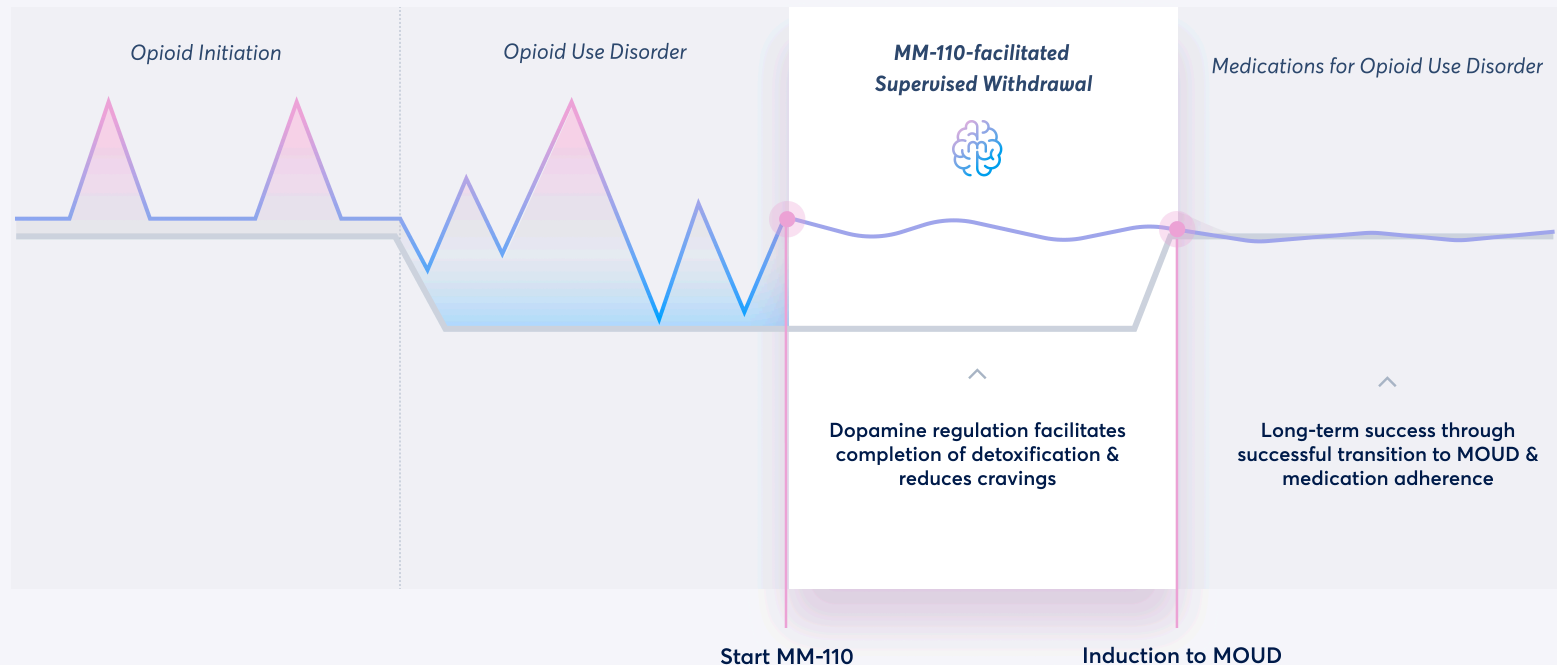 Opioid Initiation
Opioid Use Disorder
MM-110-facilitated
Supervised Withdrawal
Medications for Opioid Use Disorder
Dopamine regulation facilitates
completion of detoxification &
reduces cravings
Long-term success through
successful transition to MOUD &
medication adherence
Start MM-110
Induction to MOUD